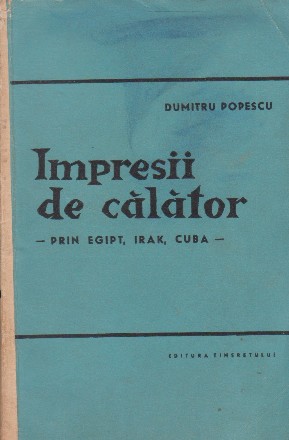 DUMITRU POPESCU
Impresii
de călător
— PRIN EGIPT, IRAK, CUBA —
EDITURA TINERETULUI